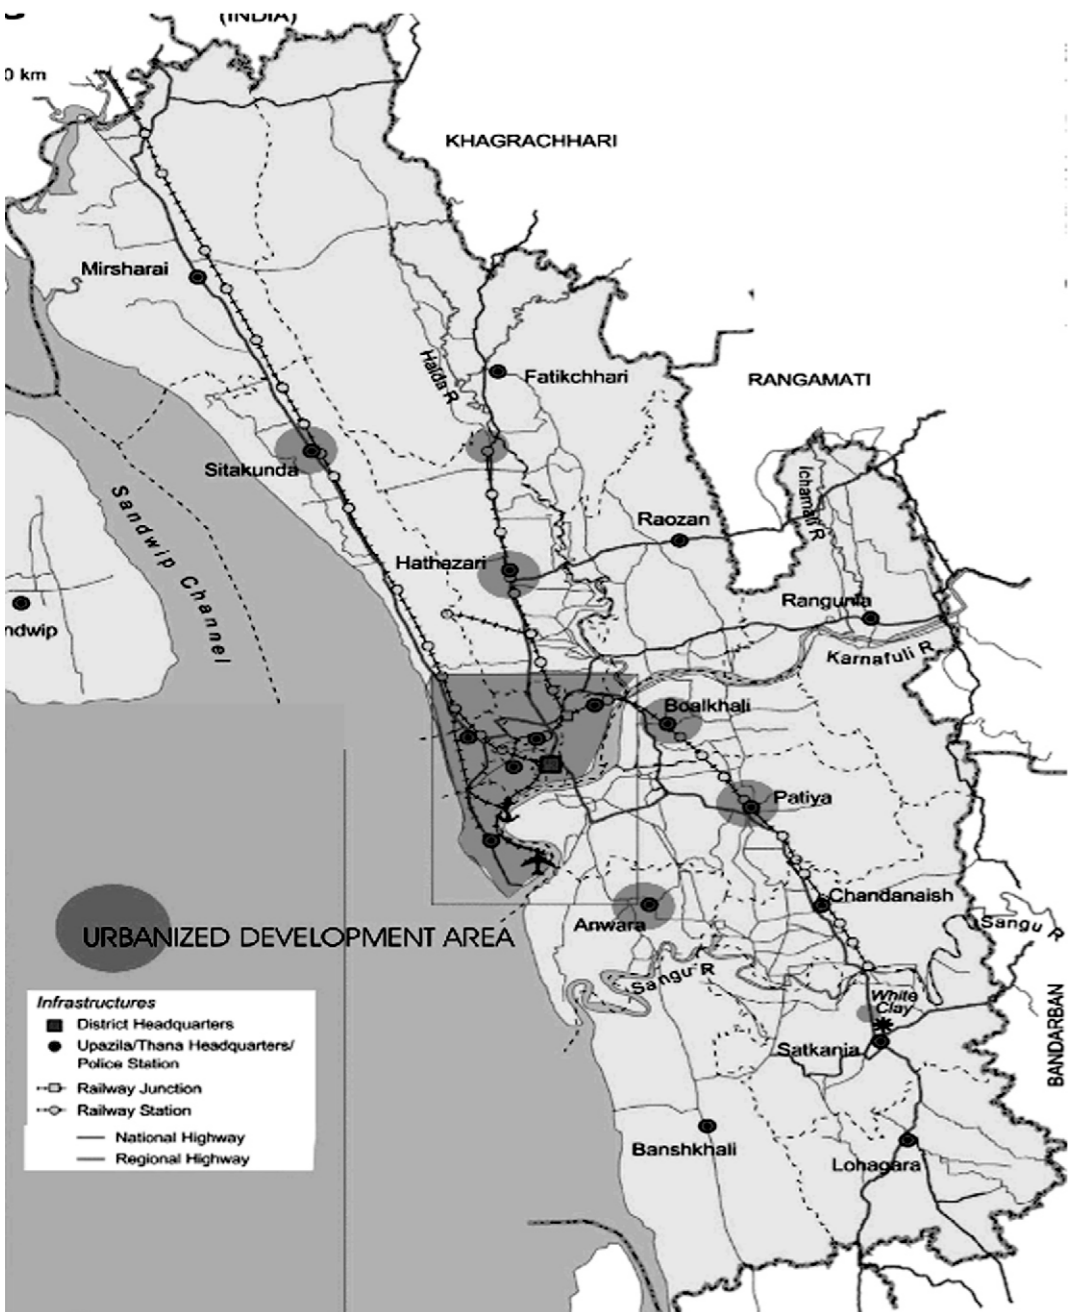 (INDIA)
0 km
KHAGRACHHARI
Mirsharai
Halda R
Fatikchhari
RANGAMATI
Sitakunda
Ichamati R
Sandwip Channel
Raozan
Hathazari
Rangunia
ndwip
Karnafuli R
Boalkhali
Patiya
Chandanaish
Sangu R
Anwara
URBANIZED DEVELOPMENT AREA
Sangu R
White
Clay
Infrastructures
District Headquarters
Upazila/Thana Headquarters/
Police Station
Railway Junction
Railway Station
National Highway
Regional Highway
Satkania
BANDARBAN
Banshkhali
Lohagara